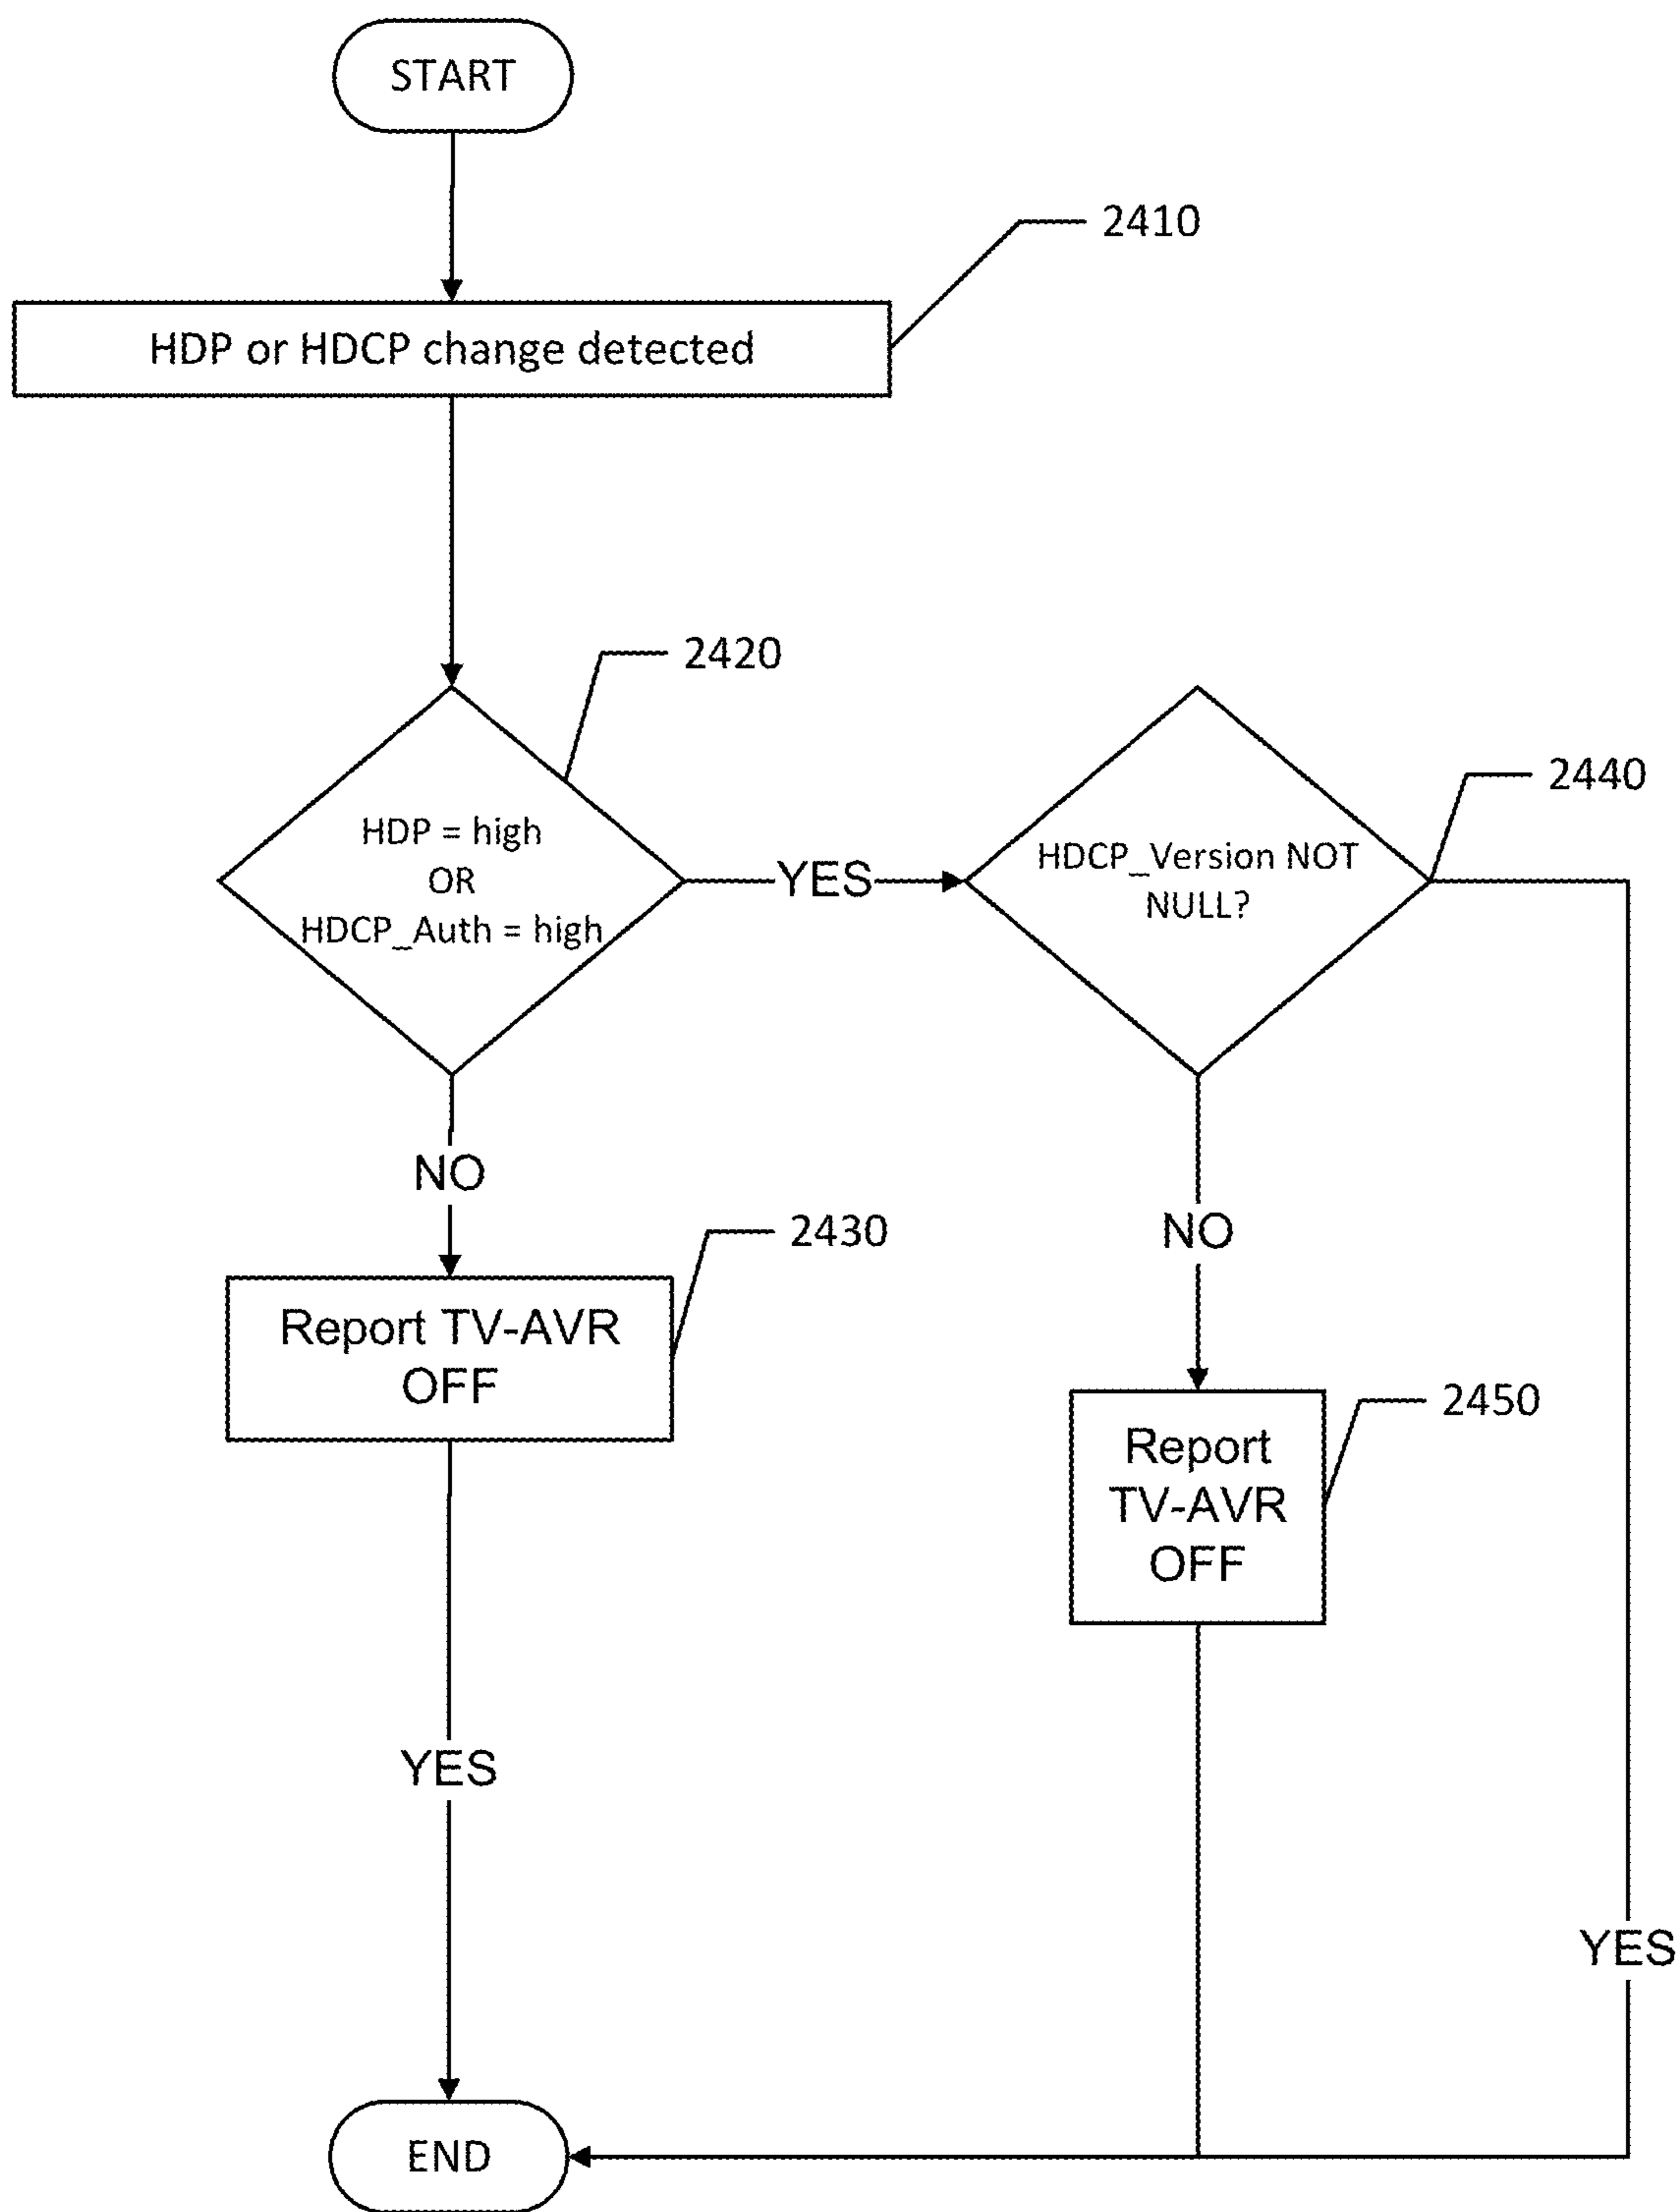 START
2410
HDP or HDCP change detected
2420
HDP = high
OR
HDCP_Auth = high
YES
2440
HDCP_Version NOT
NULL?
NO
2430
Report TV-AVR
OFF
NO
2450
Report
TV-AVR
OFF
YES
YES
END